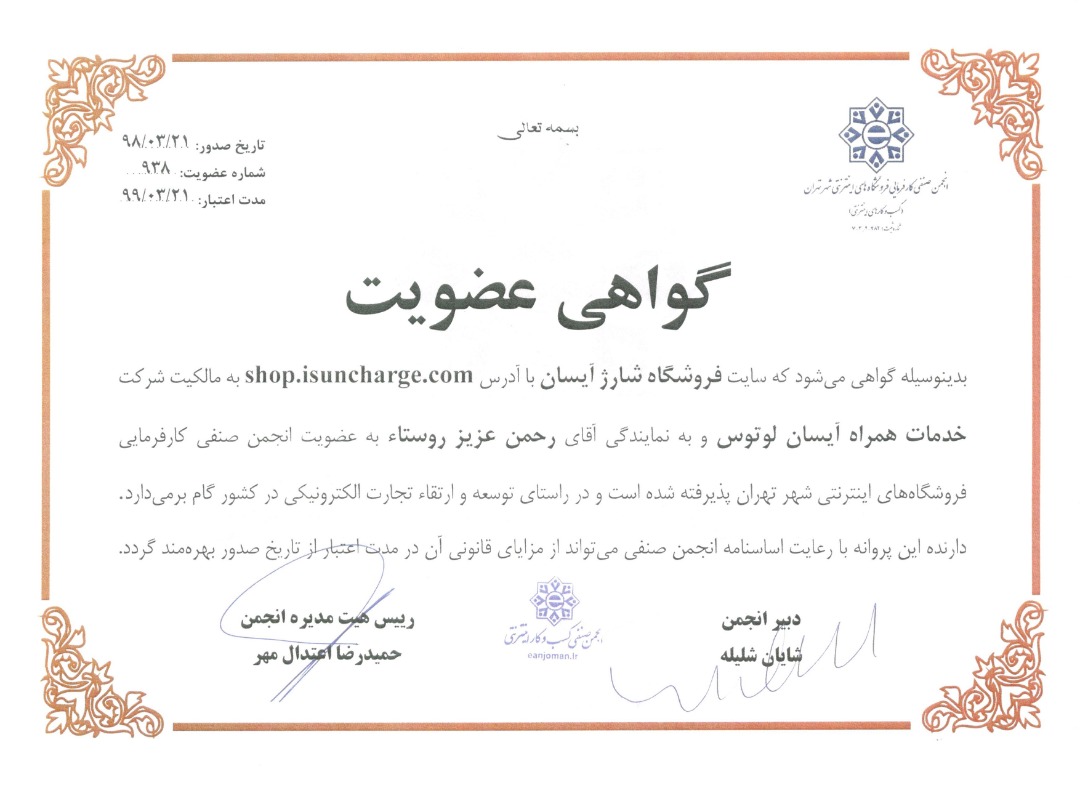 بسمه تعالی
تاریخ صدور: ۹۸/۰۳/۲۱
شماره عضویت: ۹۳۸
مدت اعتبار: ۹۹/۰۳/۲۱
انجمن صنفی کارفرمایی فروشگاه‌های اینترنتی شهر تهران
(کسب و کارهای اینترنتی)
گواهی عضویت
بدینوسیله گواهی می‌شود که سایت فروشگاه شارژ آیسان با آدرس shop.isuncharge.com به مالکیت شرکت
خدمات همراه آیسان لوتوس و به نمایندگی آقای رحمن عزیز روستاء به عضویت انجمن صنفی کارفرمایی
فروشگاه‌های اینترنتی شهر تهران پذیرفته شده است و در راستای توسعه و ارتقاء تجارت الکترونیکی در کشور گام برمی‌دارد.
دارنده این پروانه با رعایت اساسنامه انجمن صنفی می‌تواند از مزایای قانونی آن در مدت اعتبار از تاریخ صدور بهره‌مند گردد.
دبیر انجمن
شایان شلیله
انجمن صنفی کسب و کار اینترنتی
eanjoman.ir
رییس هیت مدیره انجمن
حمیدرضا اعتدال مهر